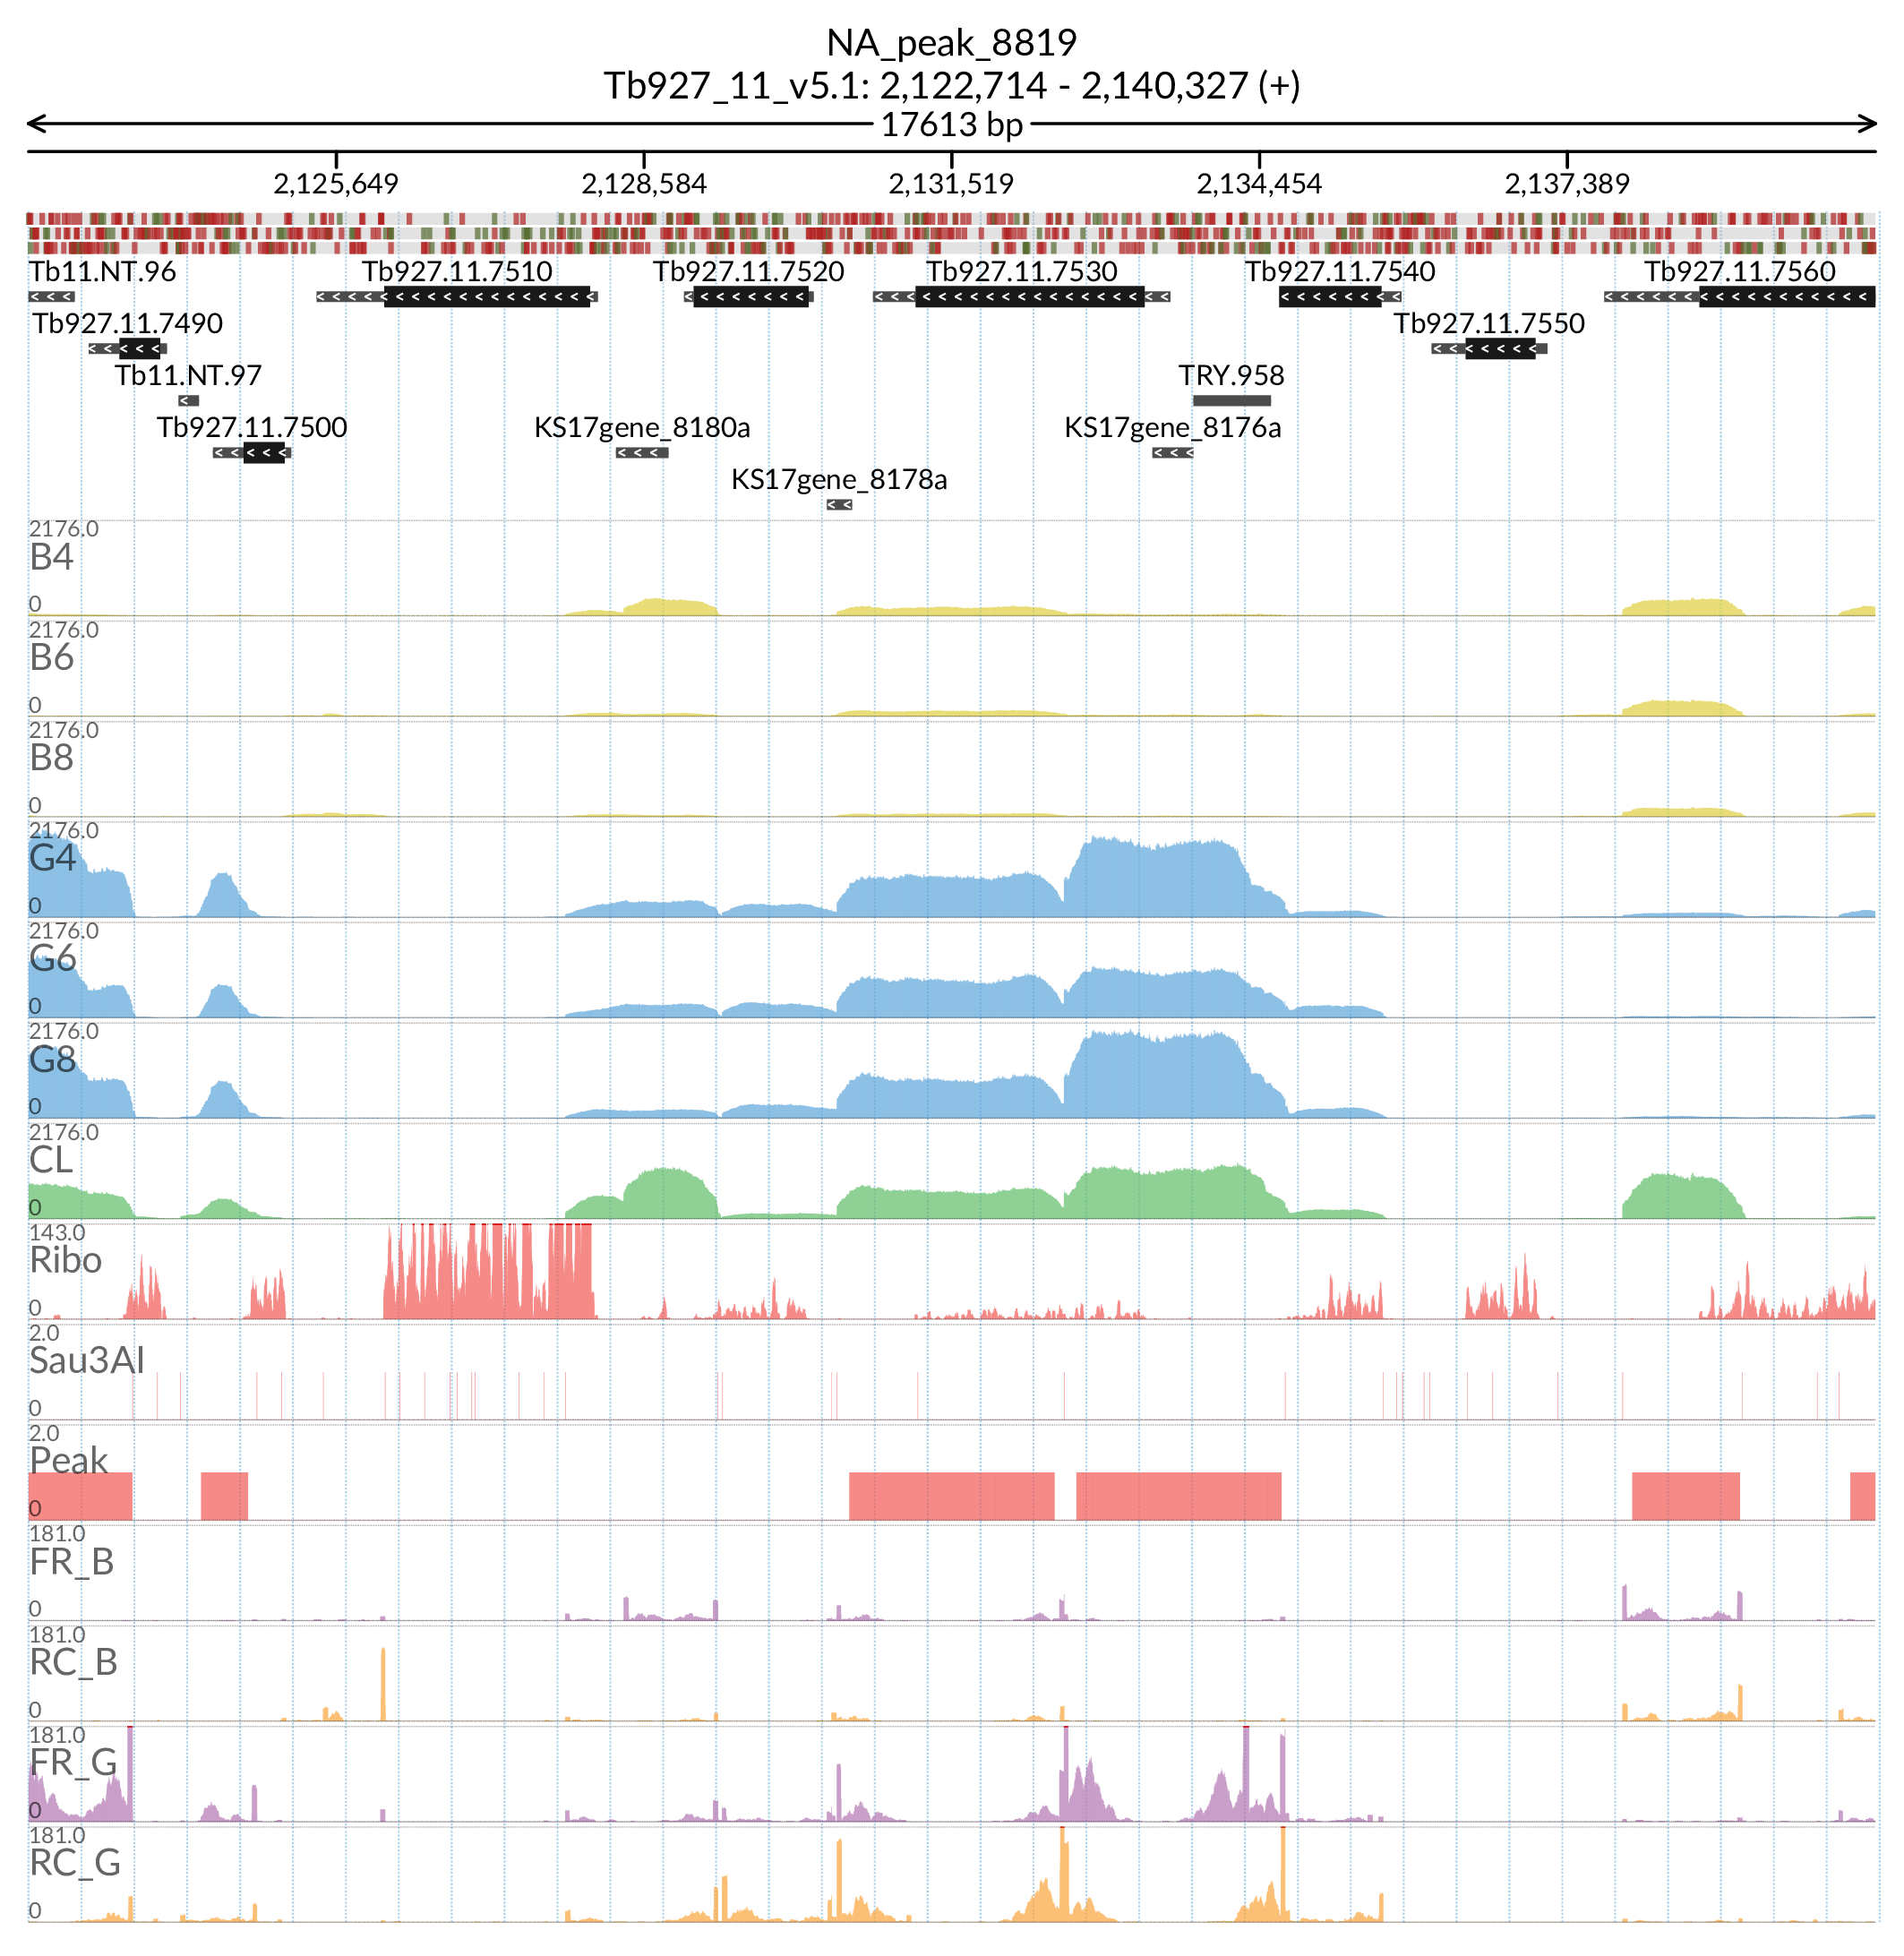 NA_peak_8819
Tb927_11_v5.1: 2,122,714 - 2,140,327 (+)
17613 bp
2,125,649 2,128,584 2,131,519 2,134,454 2,137,389
Tb11.NT.96 Tb927.11.7510 Tb927.11.7520 Tb927.11.7530 Tb927.11.7540 Tb927.11.7560
Tb927.11.7490 Tb927.11.7550
Tb11.NT.97 TRY.958
Tb927.11.7500 KS17gene_8180a KS17gene_8176a
KS17gene_8178a
2176.0
B4
0
2176.0
B6
0
2176.0
B8
0
2176.0
G4
0
2176.0
G6
0
2176.0
G8
0
2176.0
CL
0
143.0
Ribo
0
2.0
Sau3AI
0
2.0
Peak
0
181.0
FR_B
0
181.0
RC_B
0
181.0
FR_G
0
181.0
RC_G
0